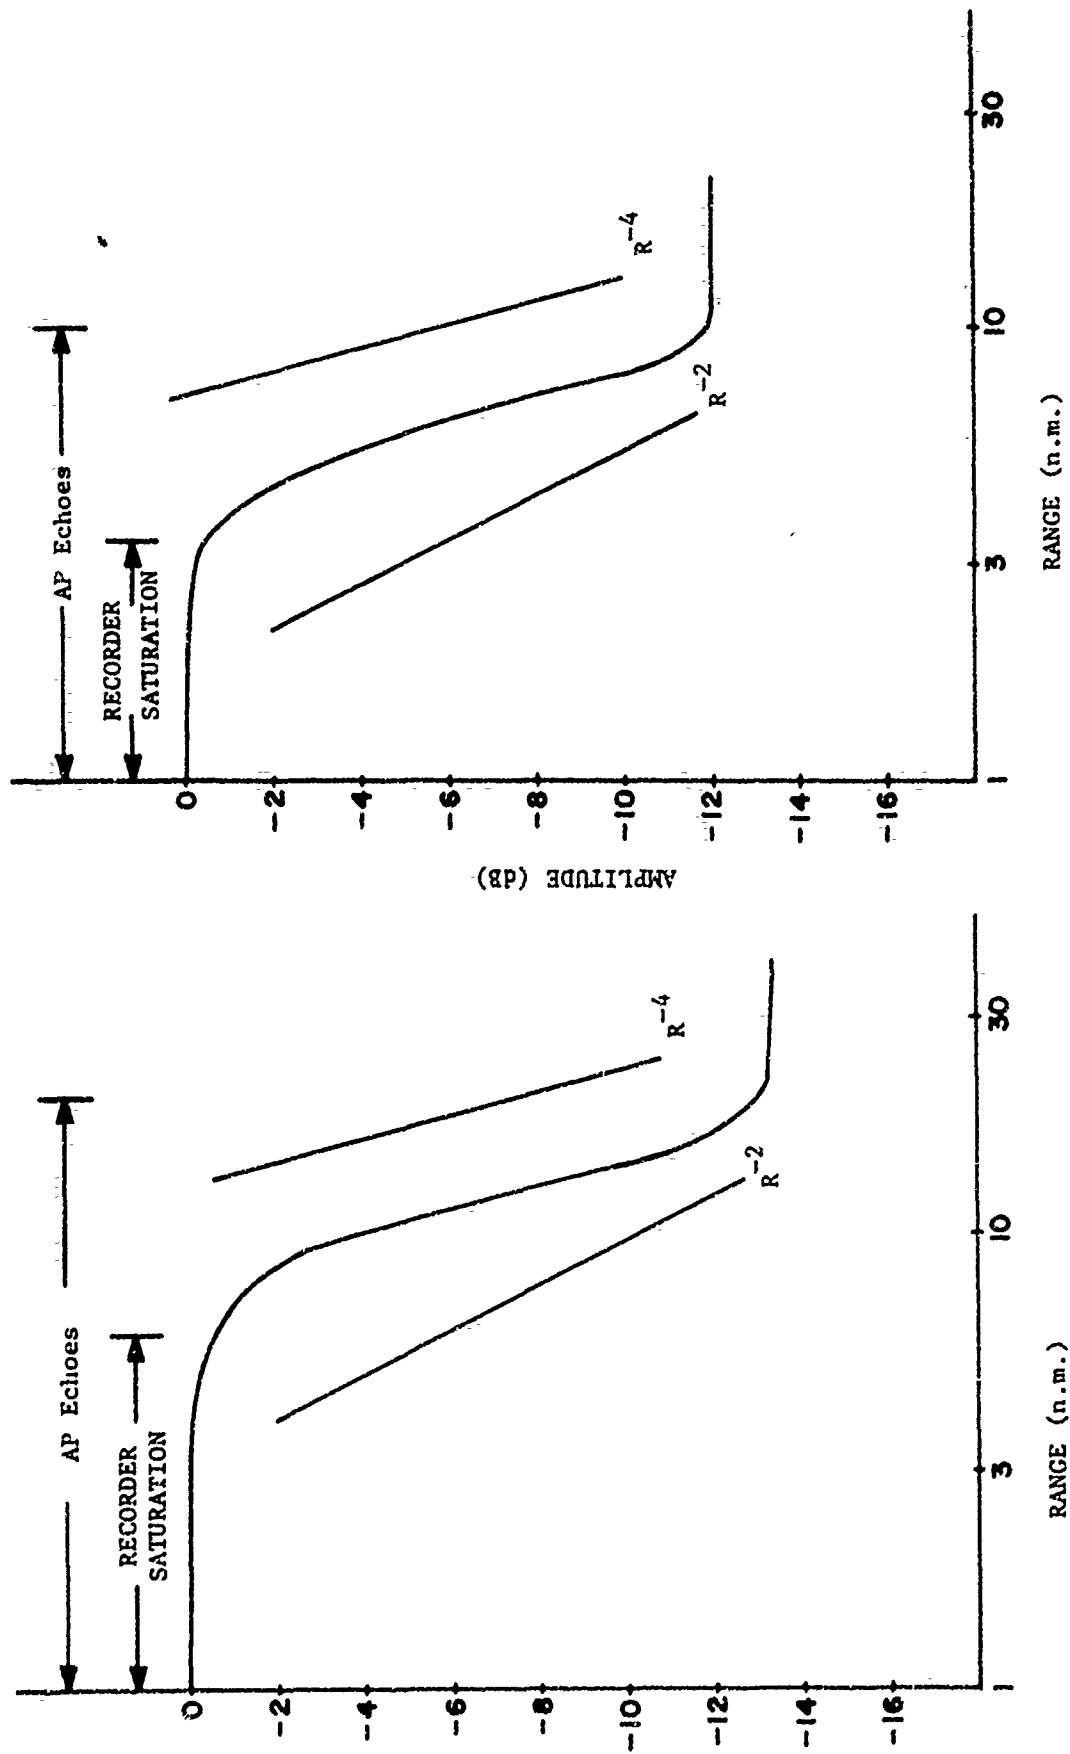 AP Echoes
RECORDER
SATURATION
0
-2
-4
-6
-8
-10
-12
-14
-16
R⁻⁴
R⁻²
1
3
10
30
RANGE (n.m.)
AMPLITUDE (dB)
AP Echoes
RECORDER
SATURATION
0
-2
-4
-6
-8
-10
-12
-14
-16
R⁻⁴
R⁻²
1
3
10
30
RANGE (n.m.)